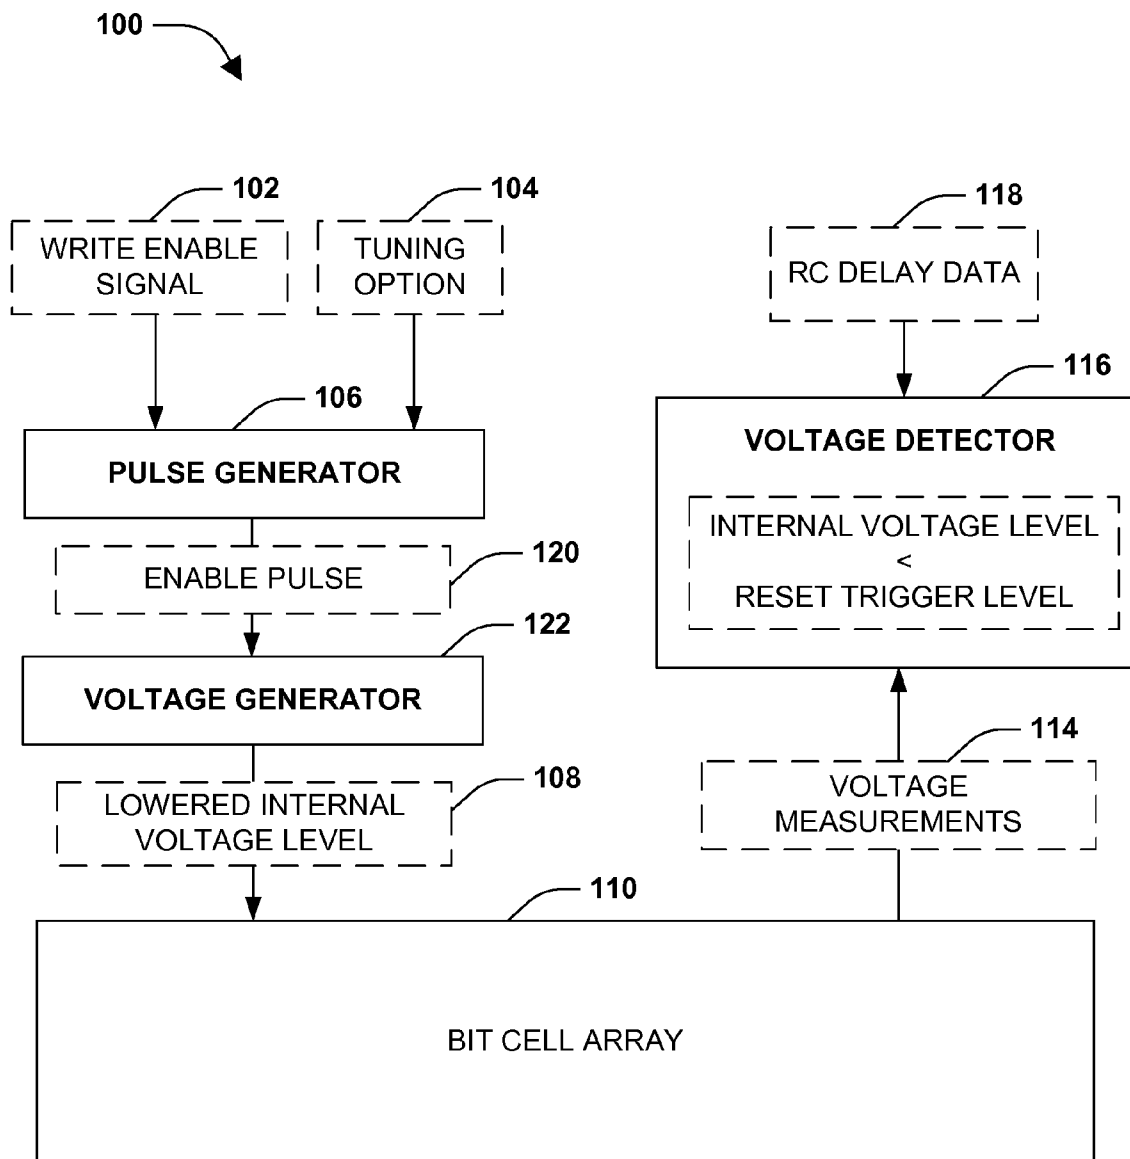 100
102
104
118
WRITE ENABLE
SIGNAL
TUNING
OPTION
RC DELAY DATA
116
106
VOLTAGE DETECTOR
PULSE GENERATOR
INTERNAL VOLTAGE LEVEL
<
RESET TRIGGER LEVEL
120
ENABLE PULSE
122
VOLTAGE GENERATOR
114
108
VOLTAGE
MEASUREMENTS
LOWERED INTERNAL
VOLTAGE LEVEL
110
BIT CELL ARRAY